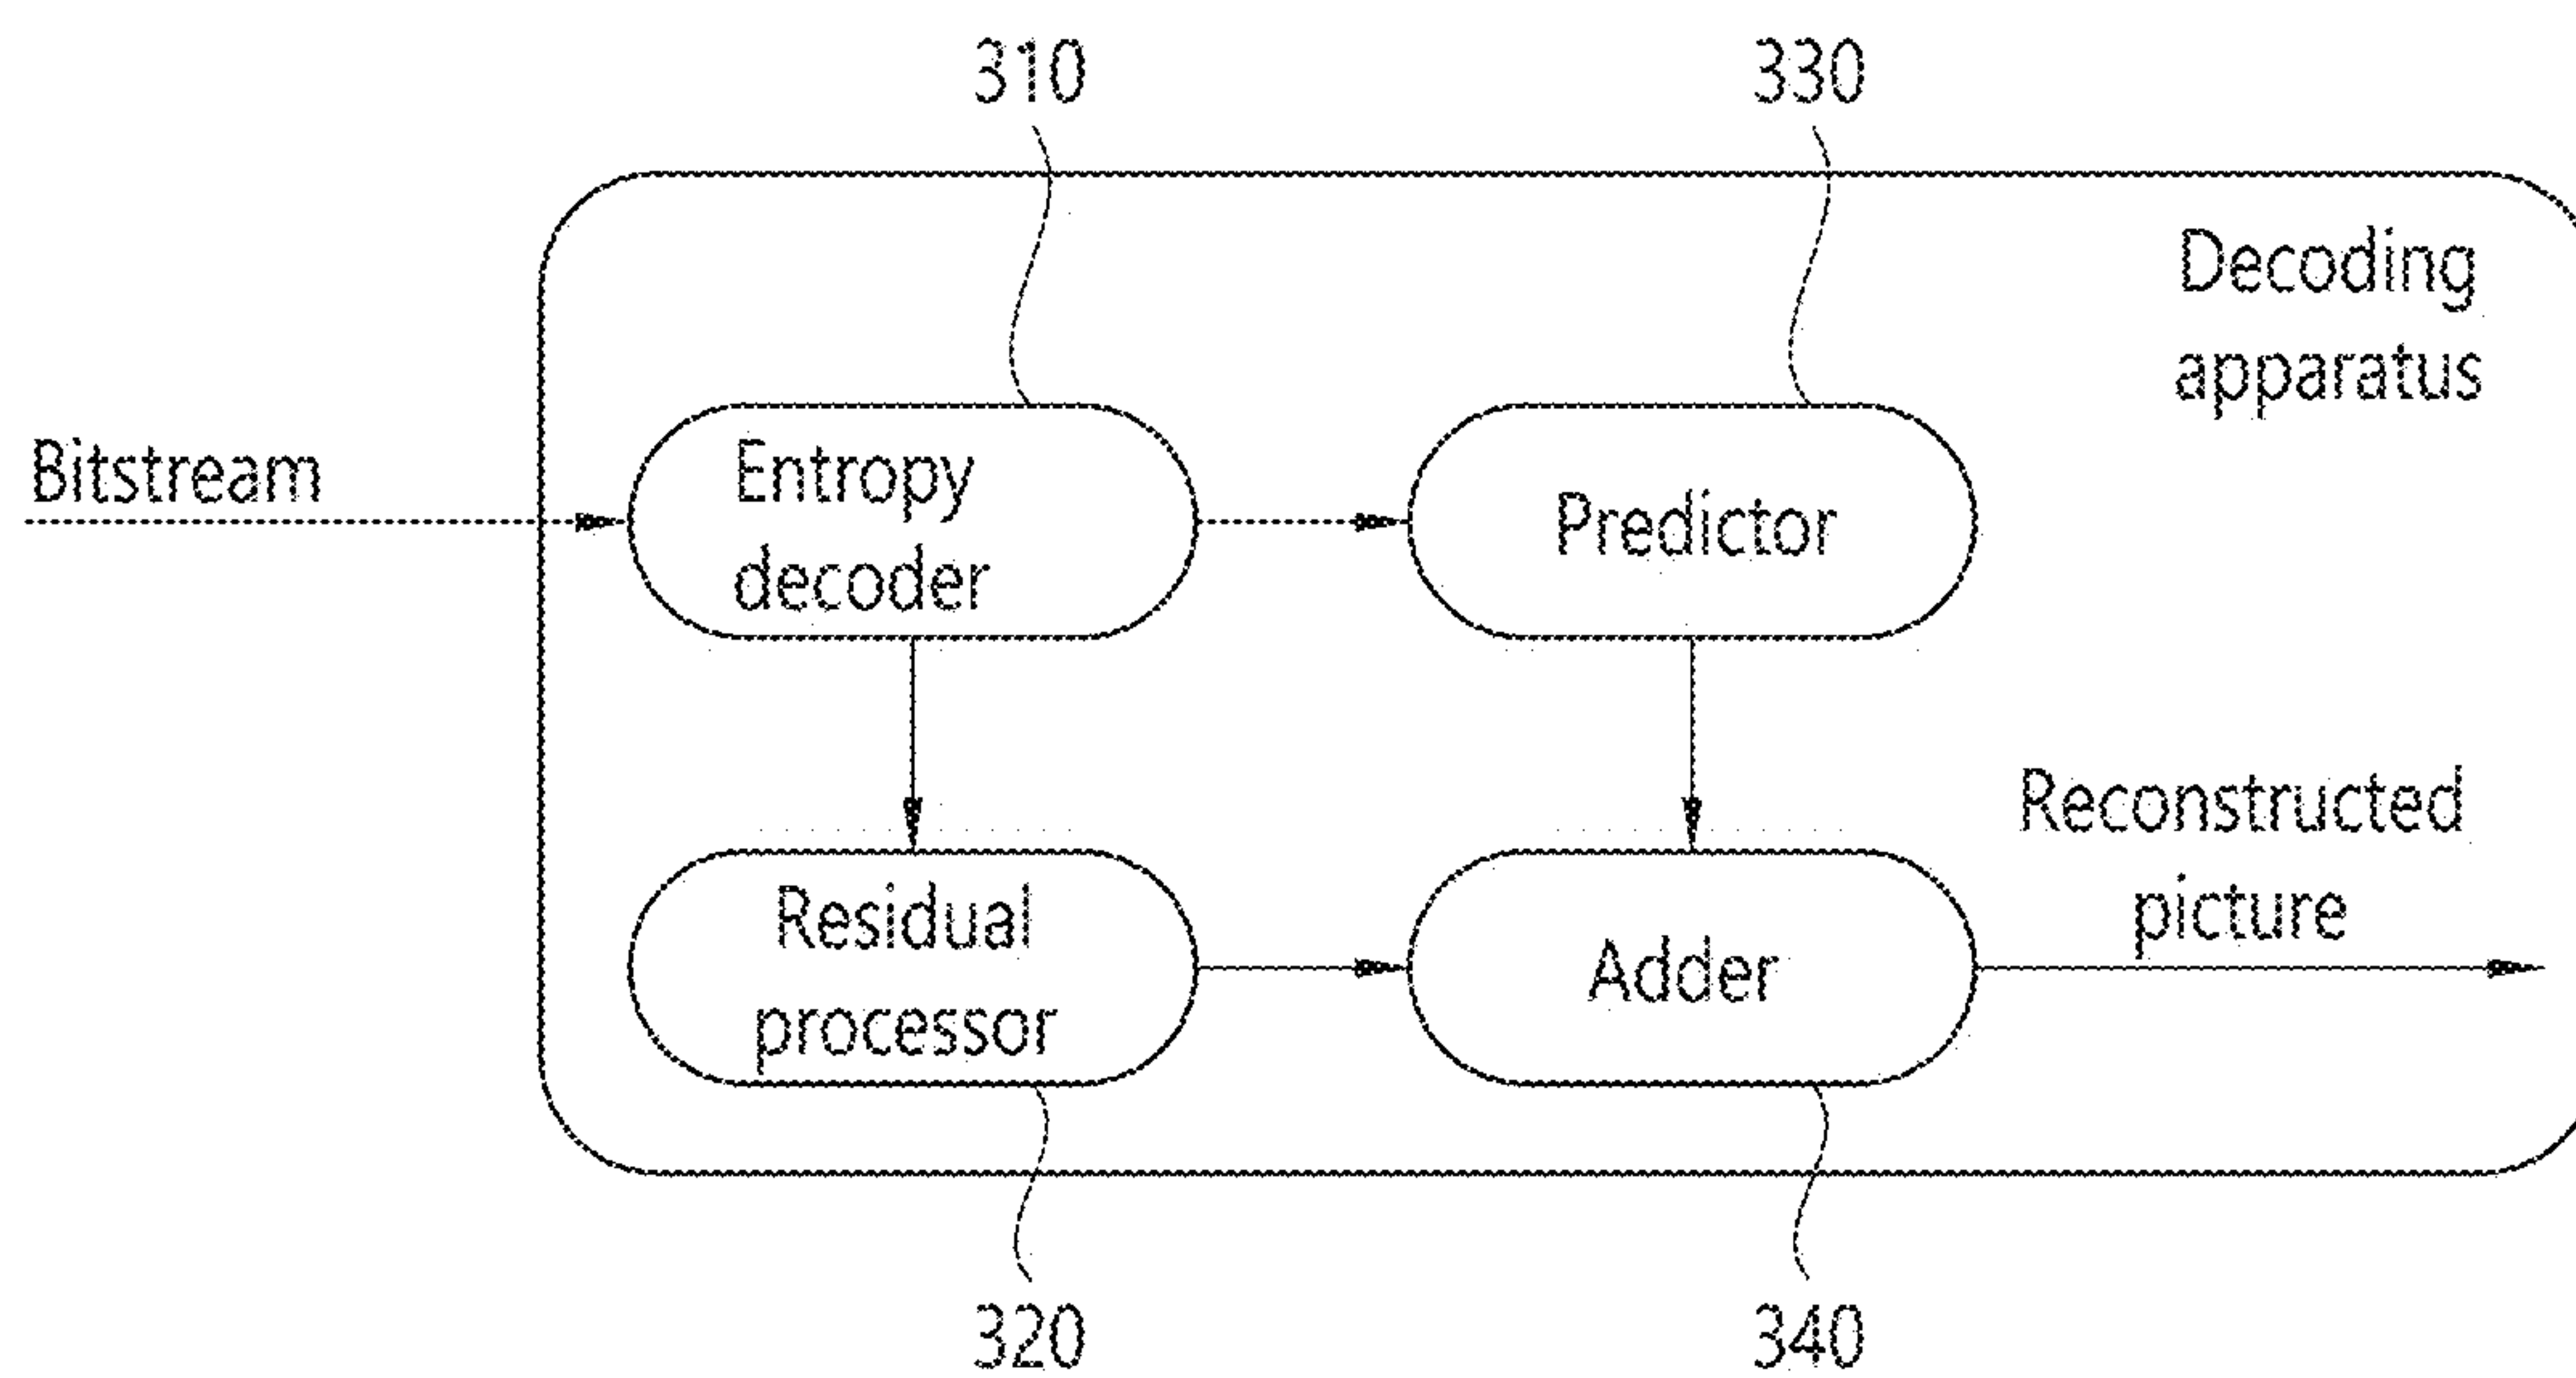 310
330
Decoding
apparatus
Bitstream
Entropy
decoder
Predictor
Reconstructed
picture
Residual
processor
Adder
320
340